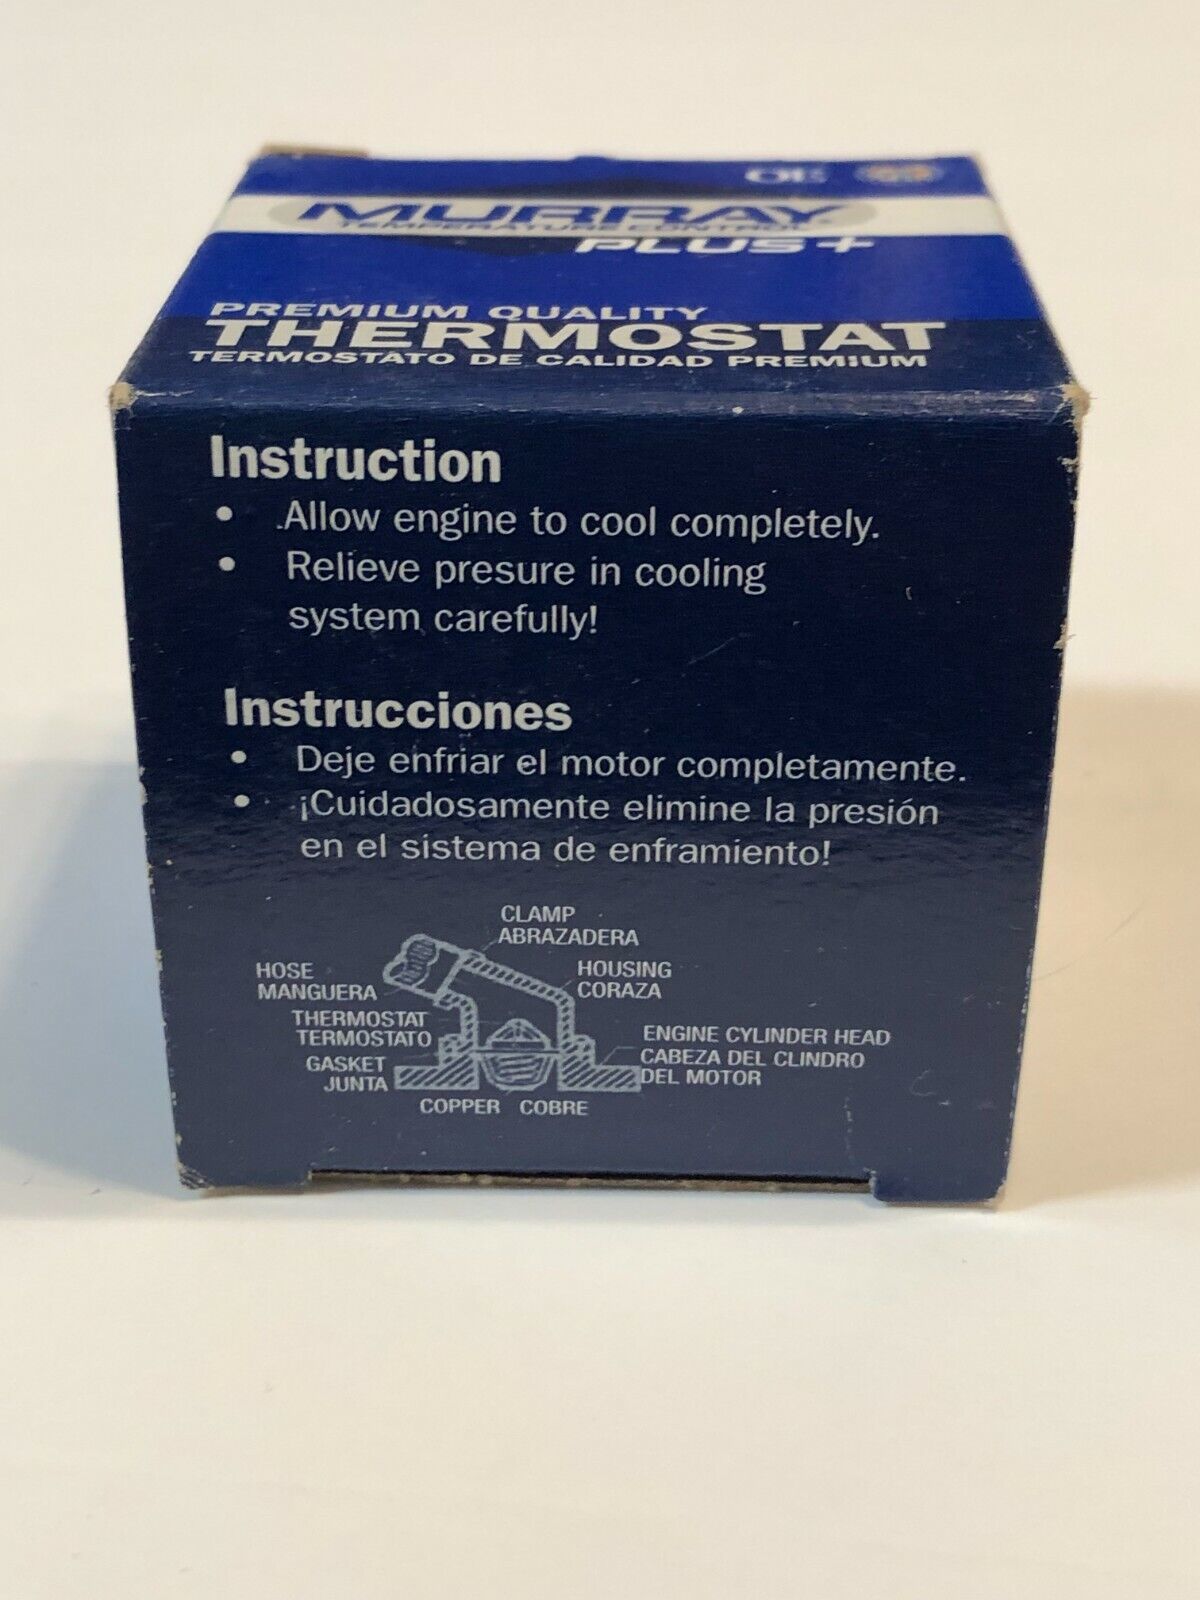 OE
MURRAY
TEMPERATURE CONTROL
PLUS+
PREMIUM QUALITY
THERMOSTAT
TERMOSTATO DE CALIDAD PREMIUM
Instruction
• Allow engine to cool completely.
• Relieve presure in cooling
system carefully!
Instrucciones
• Deje enfriar el motor completamente.
• ¡Cuidadosamente elimine la presión
en el sistema de enframiento!
CLAMP
ABRAZADERA
HOSE
MANGUERA
HOUSING
CORAZA
THERMOSTAT
TERMOSTATO
ENGINE CYLINDER HEAD
CABEZA DEL CLINDRO
DEL MOTOR
GASKET
JUNTA
COPPER COBRE